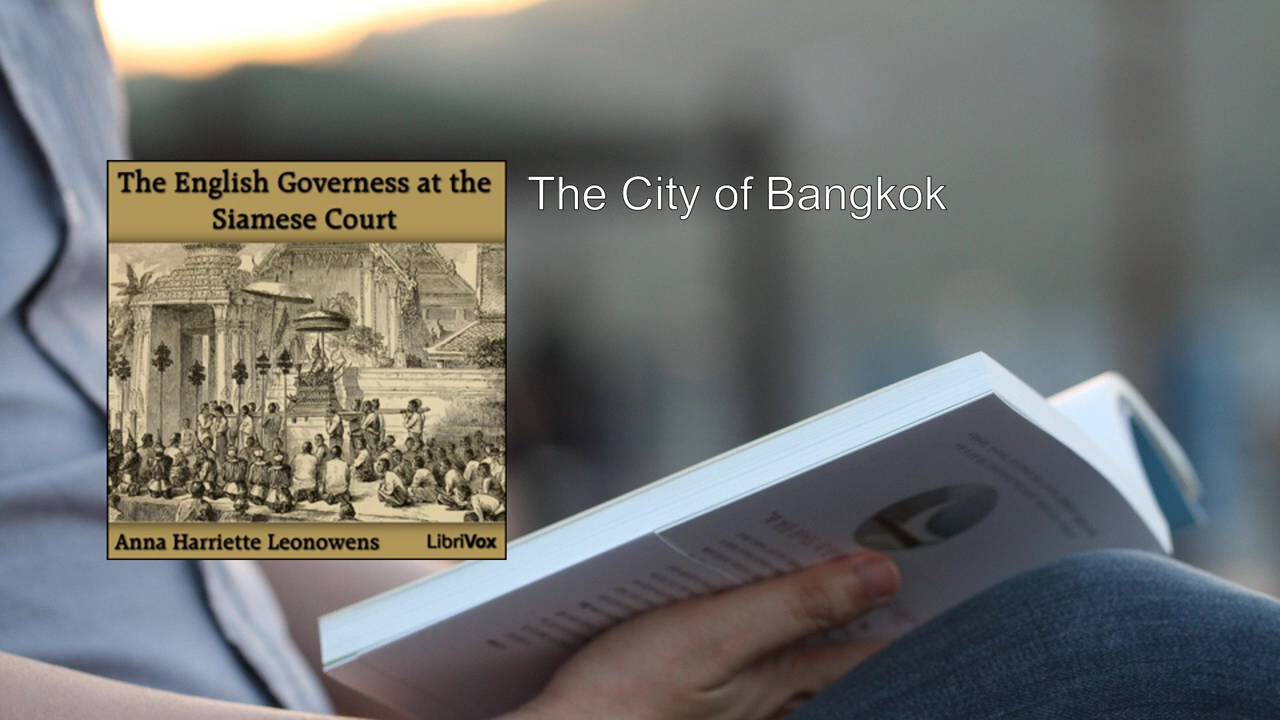 The English Governess at the
Siamese Court
The City of Bangkok
Anna Harriette Leonowens
LibriVox